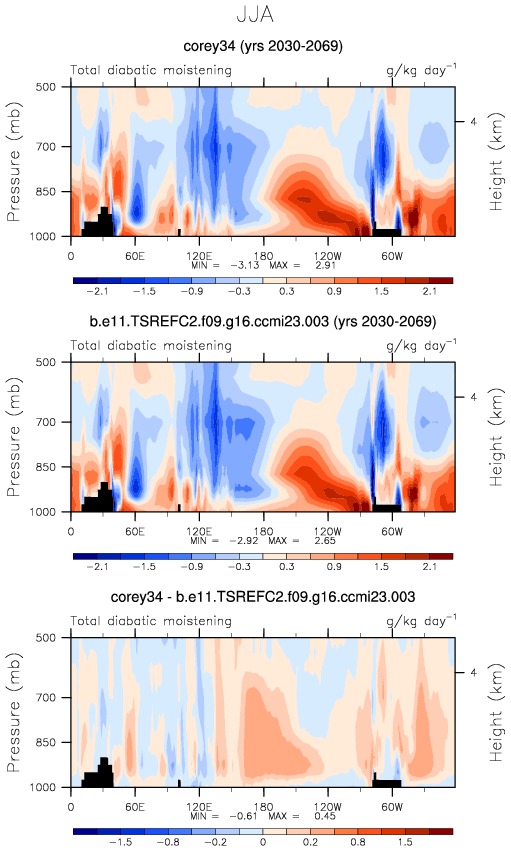 JJA
corey34 (yrs 2030-2069)
Total diabatic moistening g/kg day⁻¹
500
700
850
1000
Pressure (mb)
4
Height (km)
0 60E 120E 180 120W 60W
MIN = −3.13 MAX = 2.91
−2.1 −1.5 −0.9 −0.3 0.3 0.9 1.5 2.1
b.e11.TSREFC2.f09.g16.ccmi23.003 (yrs 2030-2069)
Total diabatic moistening g/kg day⁻¹
500
700
850
1000
Pressure (mb)
4
Height (km)
0 60E 120E 180 120W 60W
MIN = −2.92 MAX = 2.65
−2.1 −1.5 −0.9 −0.3 0.3 0.9 1.5 2.1
corey34 - b.e11.TSREFC2.f09.g16.ccmi23.003
Total diabatic moistening g/kg day⁻¹
500
700
850
1000
Pressure (mb)
4
Height (km)
0 60E 120E 180 120W 60W
MIN = −0.61 MAX = 0.45
−1.5 −0.8 −0.2 0 0.2 0.8 1.5